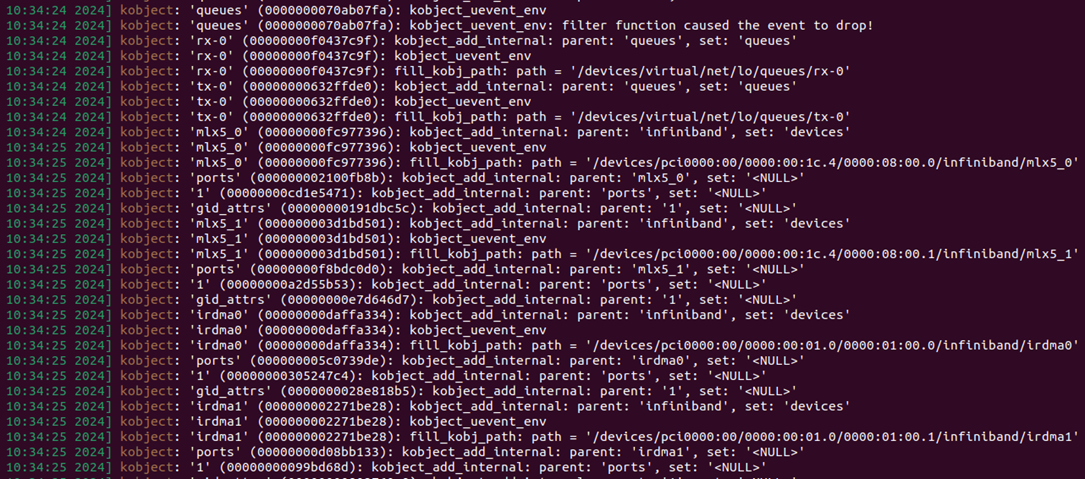 10:34:24 2024] kobject: 'queues' (0000000070ab07fa): kobject_uevent_env
10:34:24 2024] kobject: 'queues' (0000000070ab07fa): kobject_uevent_env: filter function caused the event to drop!
10:34:24 2024] kobject: 'rx-0' (00000000f0437c9f): kobject_add_internal: parent: 'queues', set: 'queues'
10:34:24 2024] kobject: 'rx-0' (00000000f0437c9f): kobject_uevent_env
10:34:24 2024] kobject: 'rx-0' (00000000f0437c9f): fill_kobj_path: path = '/devices/virtual/net/lo/queues/rx-0'
10:34:24 2024] kobject: 'tx-0' (00000000632ffde0): kobject_add_internal: parent: 'queues', set: 'queues'
10:34:24 2024] kobject: 'tx-0' (00000000632ffde0): kobject_uevent_env
10:34:24 2024] kobject: 'tx-0' (00000000632ffde0): fill_kobj_path: path = '/devices/virtual/net/lo/queues/tx-0'
10:34:24 2024] kobject: 'mlx5_0' (00000000fc977396): kobject_add_internal: parent: 'infiniband', set: 'devices'
10:34:25 2024] kobject: 'mlx5_0' (00000000fc977396): kobject_uevent_env
10:34:25 2024] kobject: 'mlx5_0' (00000000fc977396): fill_kobj_path: path = '/devices/pci0000:00/0000:00:1c.4/0000:08:00.0/infiniband/mlx5_0'
10:34:25 2024] kobject: 'ports' (000000002100fb8b): kobject_add_internal: parent: 'mlx5_0', set: '<NULL>'
10:34:25 2024] kobject: '1' (00000000cd1e5471): kobject_add_internal: parent: 'ports', set: '<NULL>'
10:34:25 2024] kobject: 'gid_attrs' (00000000191dbc5c): kobject_add_internal: parent: '1', set: '<NULL>'
10:34:25 2024] kobject: 'mlx5_1' (000000003d1bd501): kobject_add_internal: parent: 'infiniband', set: 'devices'
10:34:25 2024] kobject: 'mlx5_1' (000000003d1bd501): kobject_uevent_env
10:34:25 2024] kobject: 'mlx5_1' (000000003d1bd501): fill_kobj_path: path = '/devices/pci0000:00/0000:00:1c.4/0000:08:00.1/infiniband/mlx5_1'
10:34:25 2024] kobject: 'ports' (00000000f8bdc0d0): kobject_add_internal: parent: 'mlx5_1', set: '<NULL>'
10:34:25 2024] kobject: '1' (00000000a2d55b53): kobject_add_internal: parent: 'ports', set: '<NULL>'
10:34:25 2024] kobject: 'gid_attrs' (00000000e7d646d7): kobject_add_internal: parent: '1', set: '<NULL>'
10:34:25 2024] kobject: 'irdma0' (00000000daffa334): kobject_add_internal: parent: 'infiniband', set: 'devices'
10:34:25 2024] kobject: 'irdma0' (00000000daffa334): kobject_uevent_env
10:34:25 2024] kobject: 'irdma0' (00000000daffa334): fill_kobj_path: path = '/devices/pci0000:00/0000:00:01.0/0000:01:00.0/infiniband/irdma0'
10:34:25 2024] kobject: 'ports' (000000005c0739de): kobject_add_internal: parent: 'irdma0', set: '<NULL>'
10:34:25 2024] kobject: '1' (00000000305247c4): kobject_add_internal: parent: 'ports', set: '<NULL>'
10:34:25 2024] kobject: 'gid_attrs' (0000000028e818b5): kobject_add_internal: parent: '1', set: '<NULL>'
10:34:25 2024] kobject: 'irdma1' (000000002271be28): kobject_add_internal: parent: 'infiniband', set: 'devices'
10:34:25 2024] kobject: 'irdma1' (000000002271be28): kobject_uevent_env
10:34:25 2024] kobject: 'irdma1' (000000002271be28): fill_kobj_path: path = '/devices/pci0000:00/0000:00:01.0/0000:01:00.1/infiniband/irdma1'
10:34:25 2024] kobject: 'ports' (00000000d08bb133): kobject_add_internal: parent: 'irdma1', set: '<NULL>'
10:34:25 2024] kobject: '1' (00000000099bd68d): kobject_add_internal: parent: 'ports', set: '<NULL>'